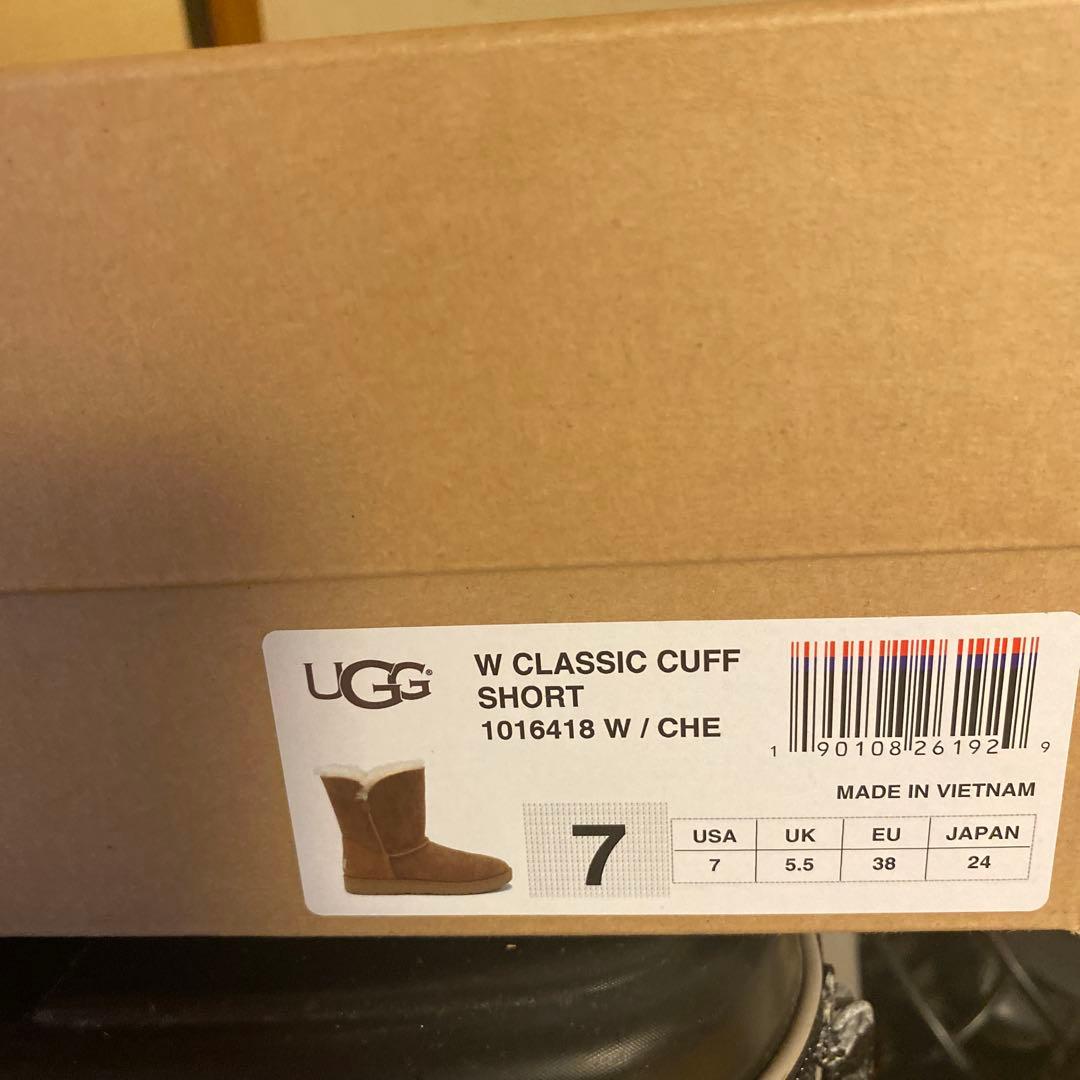 UGG®
W CLASSIC CUFF
SHORT
1016418 W / CHE
1 90108 26192 9
MADE IN VIETNAM
7
USA UK EU JAPAN
7 5.5 38 24